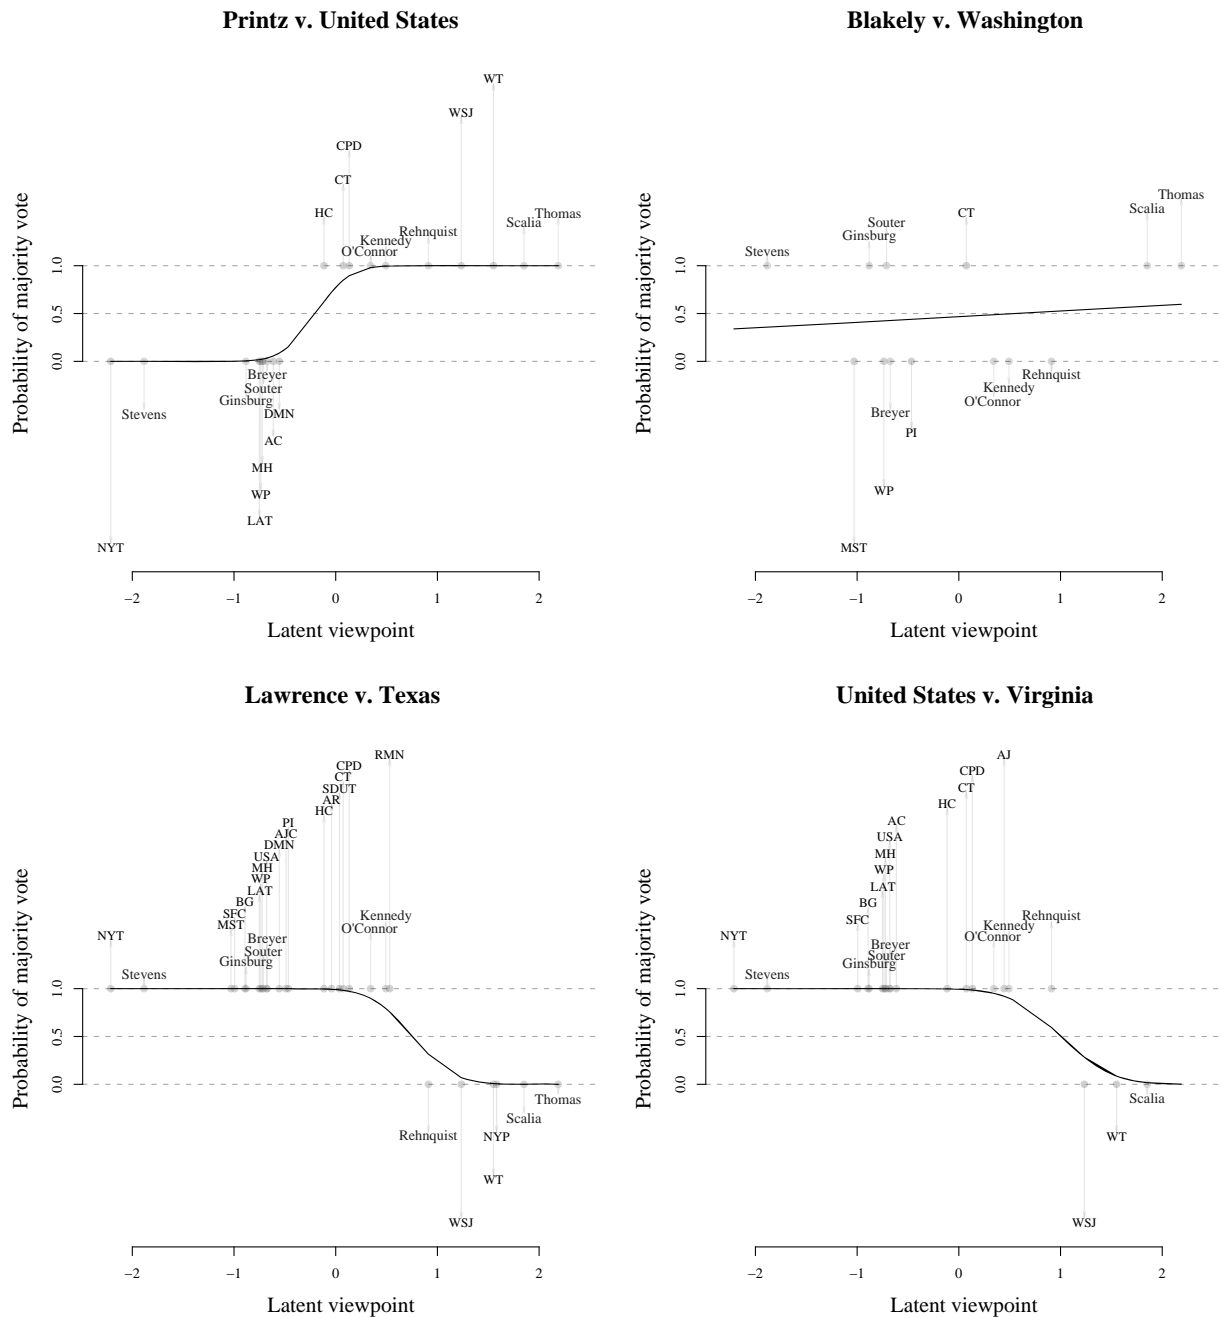 Printz v. United States
WT
WSJ
CPD
CT
HC
Thomas
Scalia
Rehnquist
Kennedy
O'Connor
Probability of majority vote
0.0
0.5
1.0
Breyer
Souter
Ginsburg
Stevens
DMN
AC
MH
WP
LAT
NYT
−2 −1 0 1 2
Latent viewpoint
Blakely v. Washington
Thomas
Scalia
CT
Souter
Ginsburg
Stevens
Probability of majority vote
0.0
0.5
1.0
Rehnquist
Kennedy
O'Connor
Breyer
PI
WP
MST
−2 −1 0 1 2
Latent viewpoint
Lawrence v. Texas
RMN
CPD
CT
SDUT
AR
HC
PI
AJC
DMN
USA
MH
WP
LAT
BG
SFC
MST
NYT
Kennedy
O'Connor
Breyer
Souter
Ginsburg
Stevens
Probability of majority vote
0.0
0.5
1.0
Thomas
Scalia
Rehnquist
NYP
WT
WSJ
−2 −1 0 1 2
Latent viewpoint
United States v. Virginia
AJ
CPD
CT
HC
AC
USA
MH
WP
LAT
BG
SFC
NYT
Rehnquist
Kennedy
O'Connor
Breyer
Souter
Ginsburg
Stevens
Probability of majority vote
0.0
0.5
1.0
Scalia
WT
WSJ
−2 −1 0 1 2
Latent viewpoint